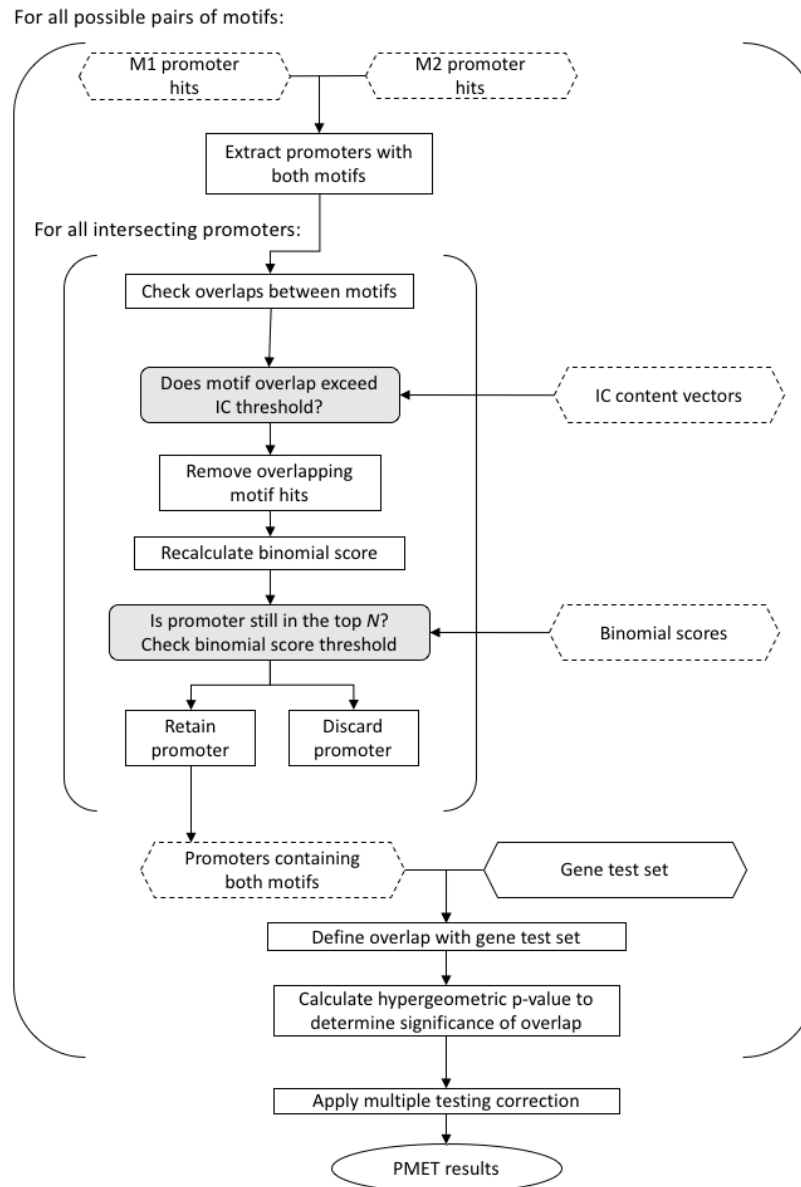 For all possible pairs of motifs:
M1 promoter
hits
M2 promoter
hits
Extract promoters with
both motifs
For all intersecting promoters:
Check overlaps between motifs
Does motif overlap exceed
IC threshold?
IC content vectors
Remove overlapping
motif hits
Recalculate binomial score
Is promoter still in the top N?
Check binomial score threshold
Binomial scores
Retain
promoter
Discard
promoter
Promoters containing
both motifs
Gene test set
Define overlap with gene test set
Calculate hypergeometric p-value to
determine significance of overlap
Apply multiple testing correction
PMET results